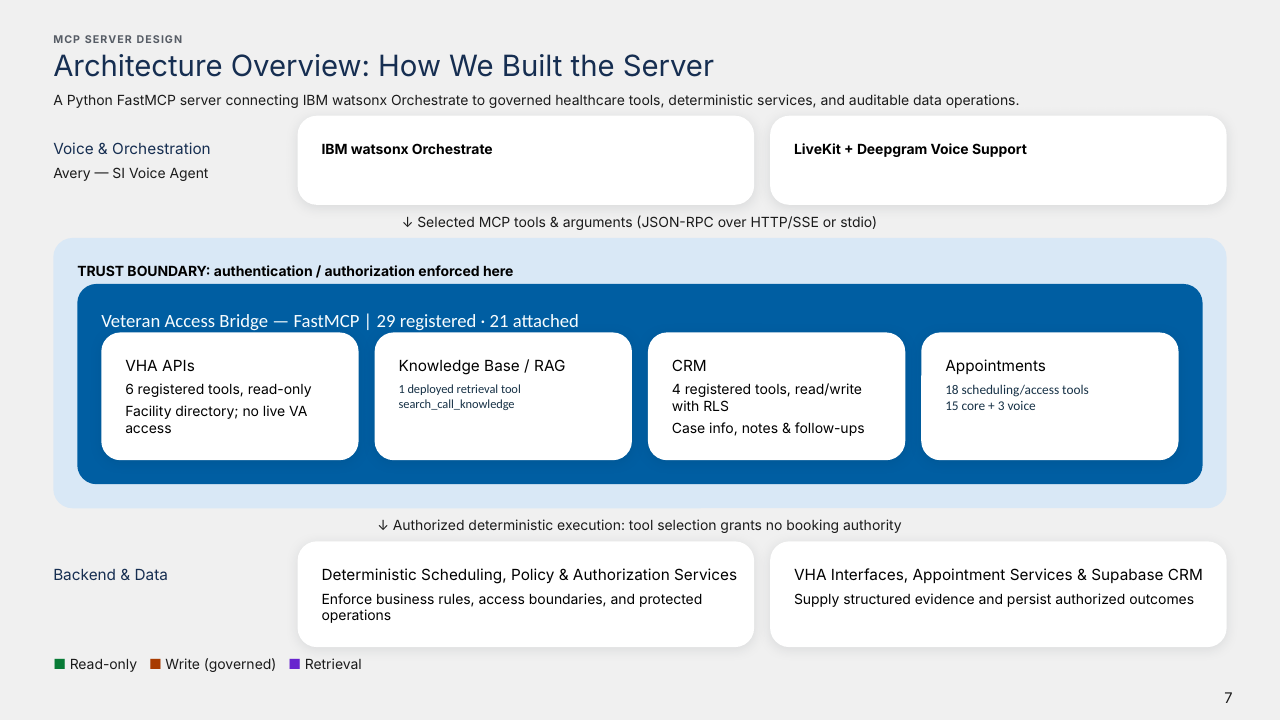 MCP SERVER DESIGN
Architecture Overview: How We Built the Server
A Python FastMCP server connecting IBM watsonx Orchestrate to governed healthcare tools, deterministic services, and auditable data operations.
Voice & Orchestration
Avery — SI Voice Agent
IBM watsonx Orchestrate
LiveKit + Deepgram Voice Support
↓ Selected MCP tools & arguments (JSON-RPC over HTTP/SSE or stdio)
TRUST BOUNDARY: authentication / authorization enforced here
Veteran Access Bridge — FastMCP | 29 registered · 21 attached
VHA APIs
6 registered tools, read-only
Facility directory; no live VA
access
Knowledge Base / RAG
1 deployed retrieval tool
search_call_knowledge
CRM
4 registered tools, read/write
with RLS
Case info, notes & follow-ups
Appointments
18 scheduling/access tools
15 core + 3 voice
↓ Authorized deterministic execution: tool selection grants no booking authority
Backend & Data
Deterministic Scheduling, Policy & Authorization Services
Enforce business rules, access boundaries, and protected
operations
VHA Interfaces, Appointment Services & Supabase CRM
Supply structured evidence and persist authorized outcomes
■ Read-only ■ Write (governed) ■ Retrieval
7